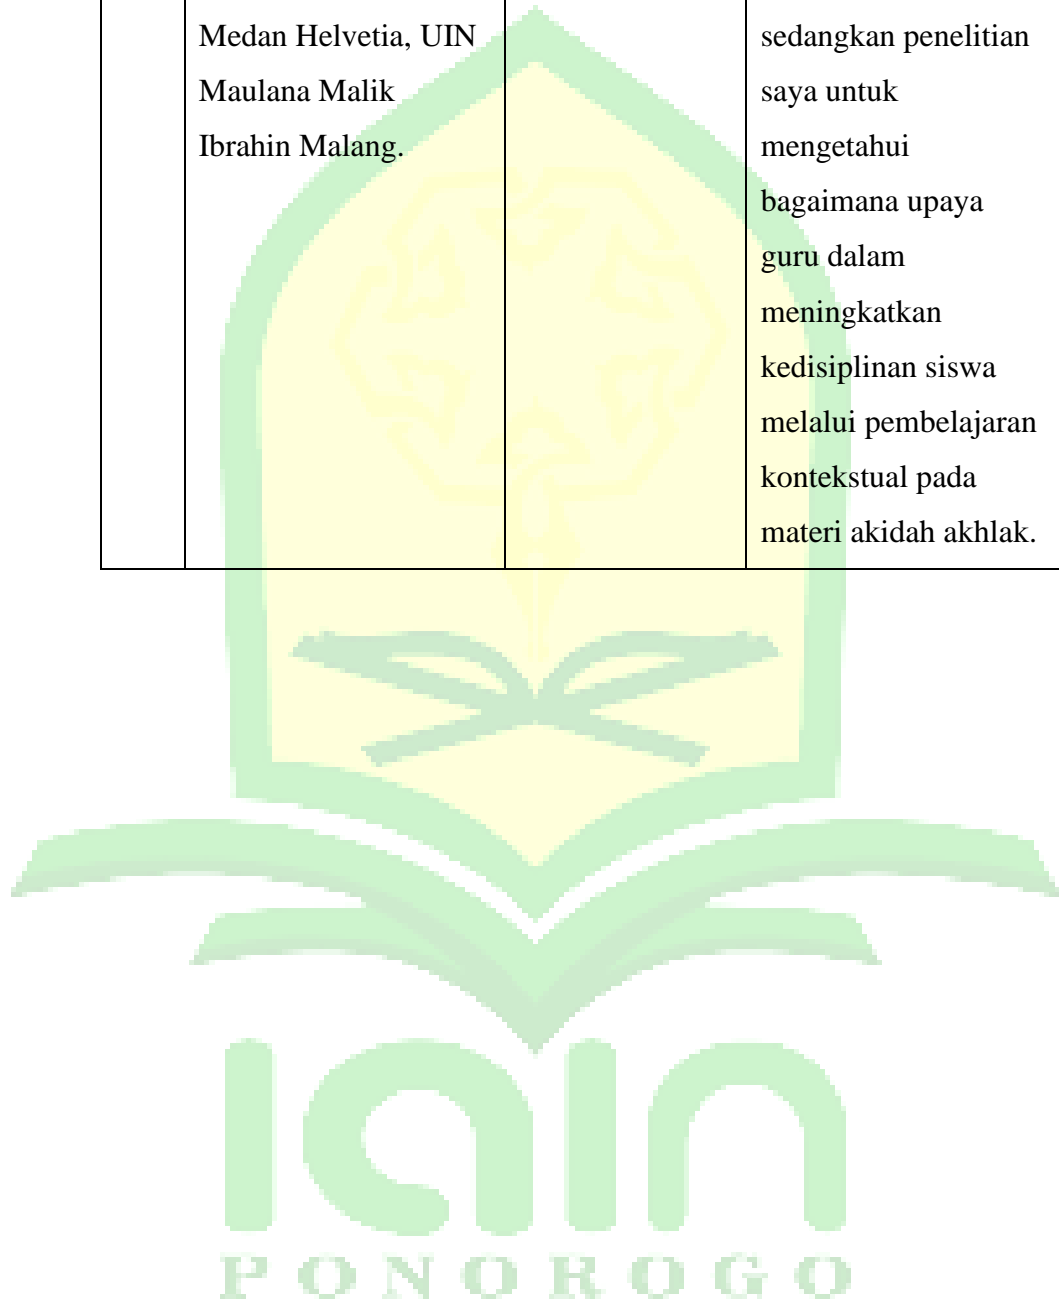 Medan Helvetia, UIN
Maulana Malik
Ibrahin Malang.
sedangkan penelitian
saya untuk
mengetahui
bagaimana upaya
guru dalam
meningkatkan
kedisiplinan siswa
melalui pembelajaran
kontekstual pada
materi akidah akhlak.
IAIN
PONOROGO